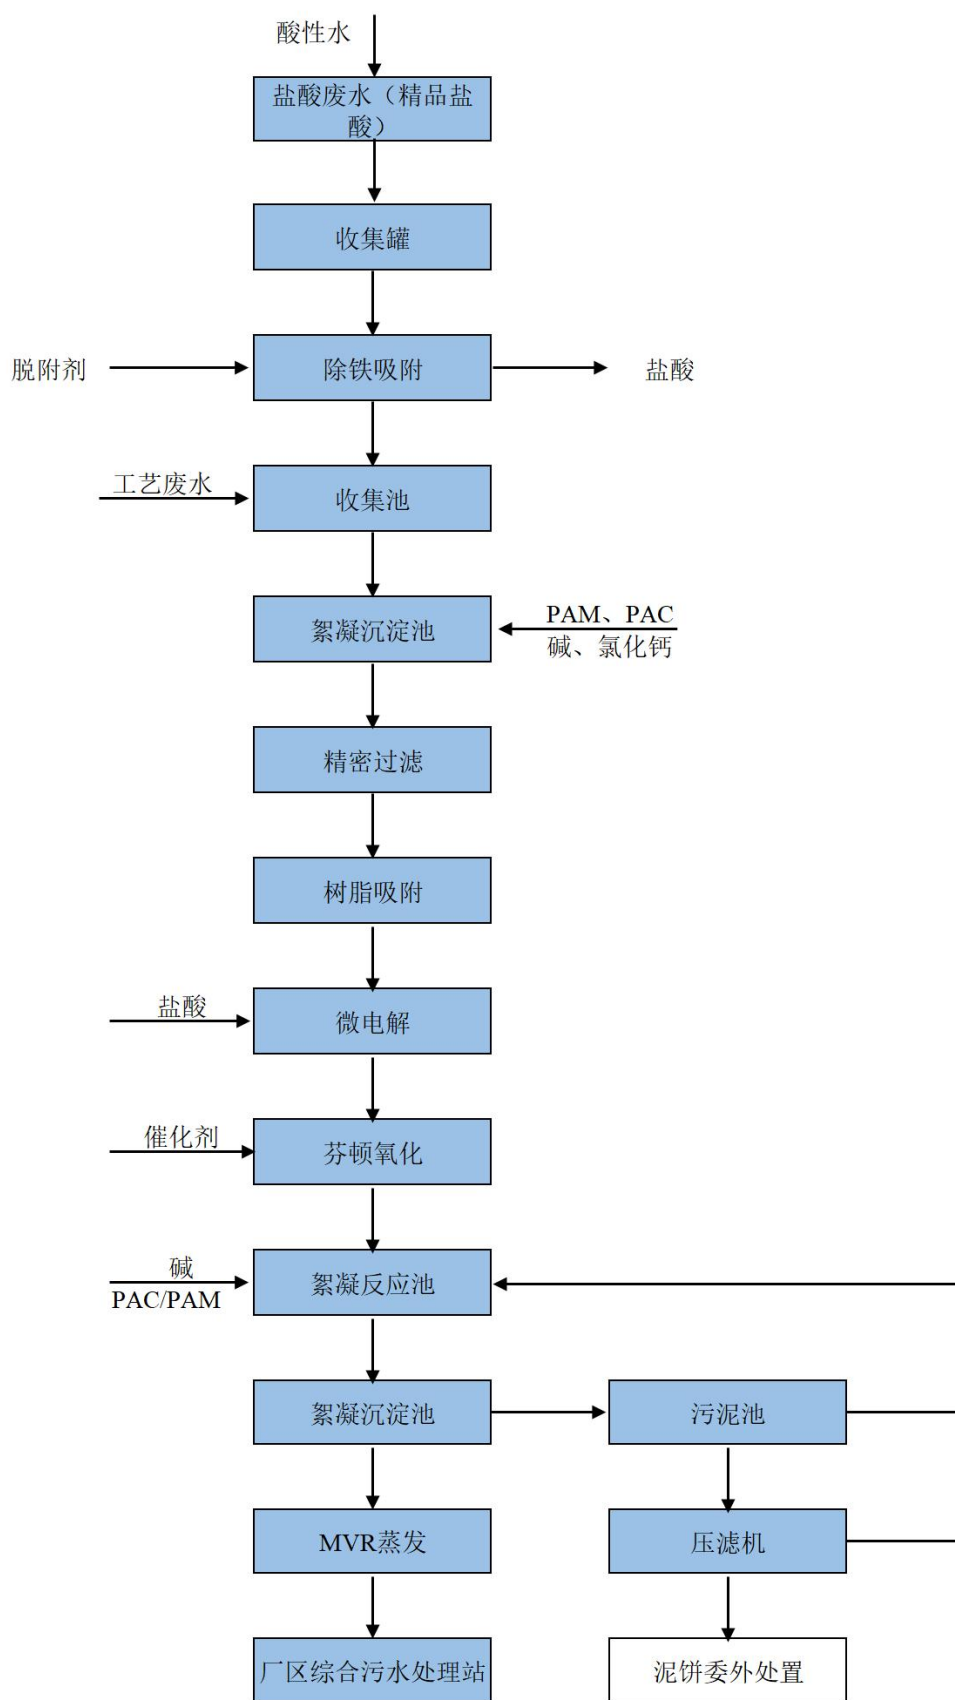 酸性水
盐酸废水（精品盐
酸）
收集罐
脱附剂
除铁吸附
盐酸
工艺废水
收集池
絮凝沉淀池
PAM、PAC
碱、氯化钙
精密过滤
树脂吸附
盐酸
微电解
催化剂
芬顿氧化
碱
PAC/PAM
絮凝反应池
絮凝沉淀池
污泥池
MVR蒸发
压滤机
厂区综合污水处理站
泥饼委外处置